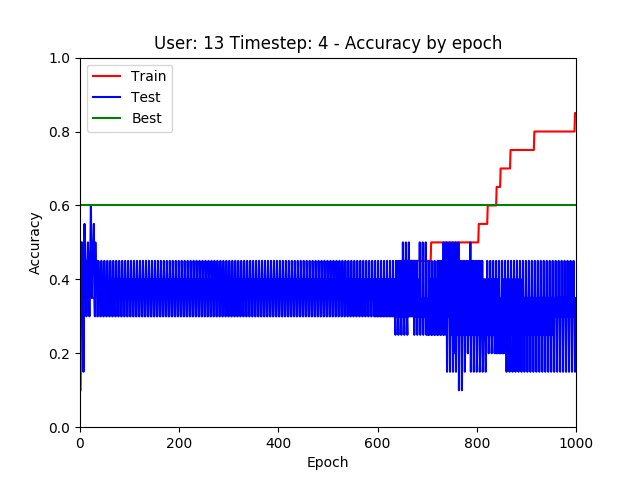 User: 13 Timestep: 4 - Accuracy by epoch
1.0
Train
Test
Best
0.8
0.6
Accuracy
0.4
0.2
0.0
0 200 400 600 800 1000
Epoch